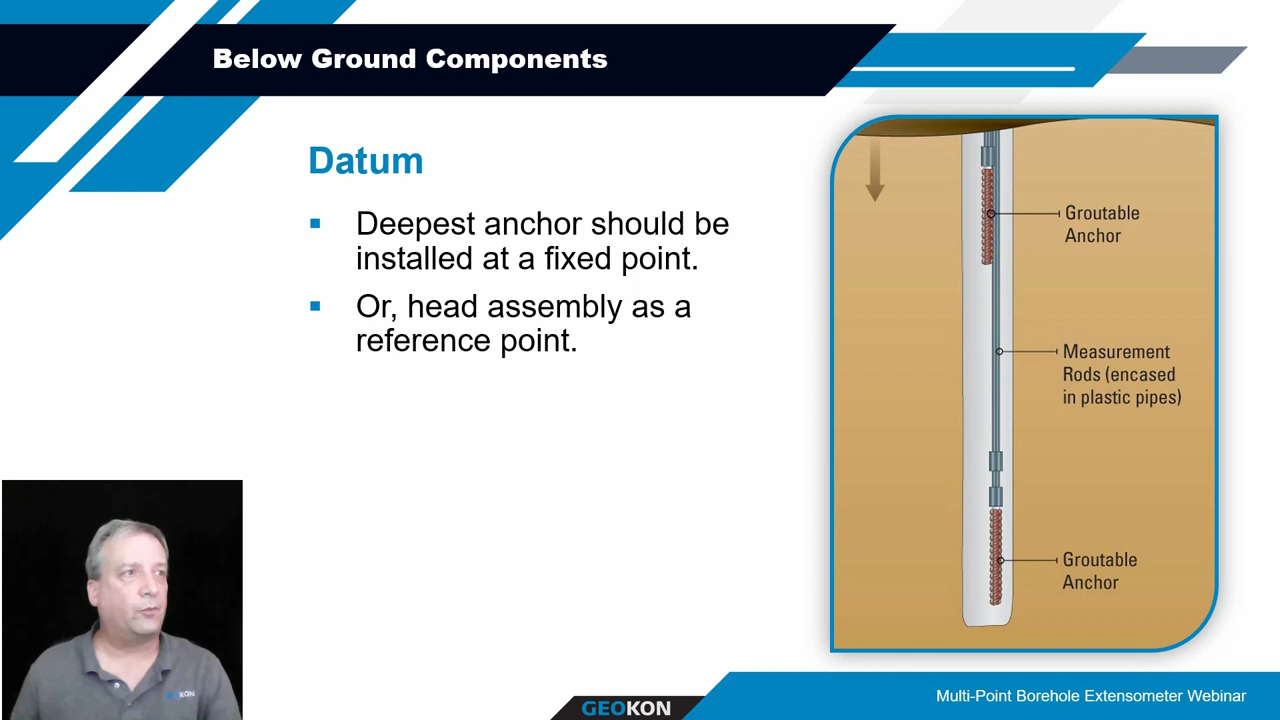 Below Ground Components
Datum
Deepest anchor should be
installed at a fixed point.
Or, head assembly as a
reference point.
Groutable
Anchor
Measurement
Rods (encased
in plastic pipes)
Groutable
Anchor
GEOKON
GEOKON
Multi-Point Borehole Extensometer Webinar